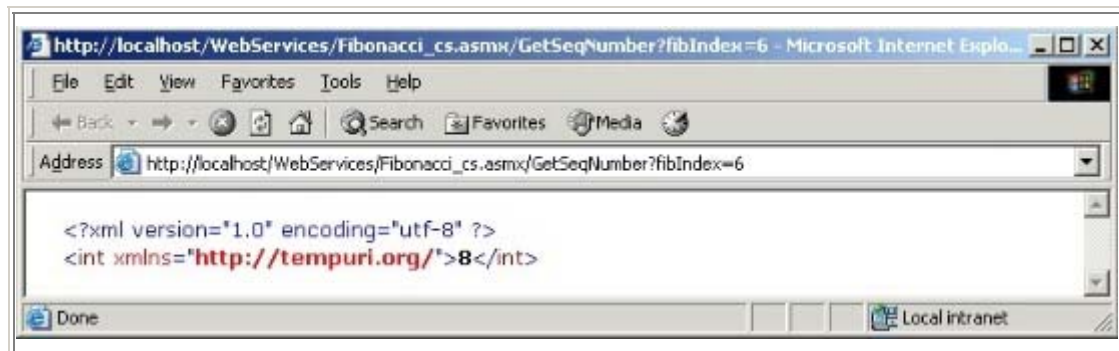 http://localhost/WebServices/Fibonacci_cs.asmx/GetSeqNumber?fibIndex=6 - Microsoft Internet Explo...
File Edit View Favorites Tools Help
Back Search Favorites Media
Address http://localhost/WebServices/Fibonacci_cs.asmx/GetSeqNumber?fibIndex=6
<?xml version="1.0" encoding="utf-8" ?>
<int xmlns="http://tempuri.org/">8</int>
Done Local intranet